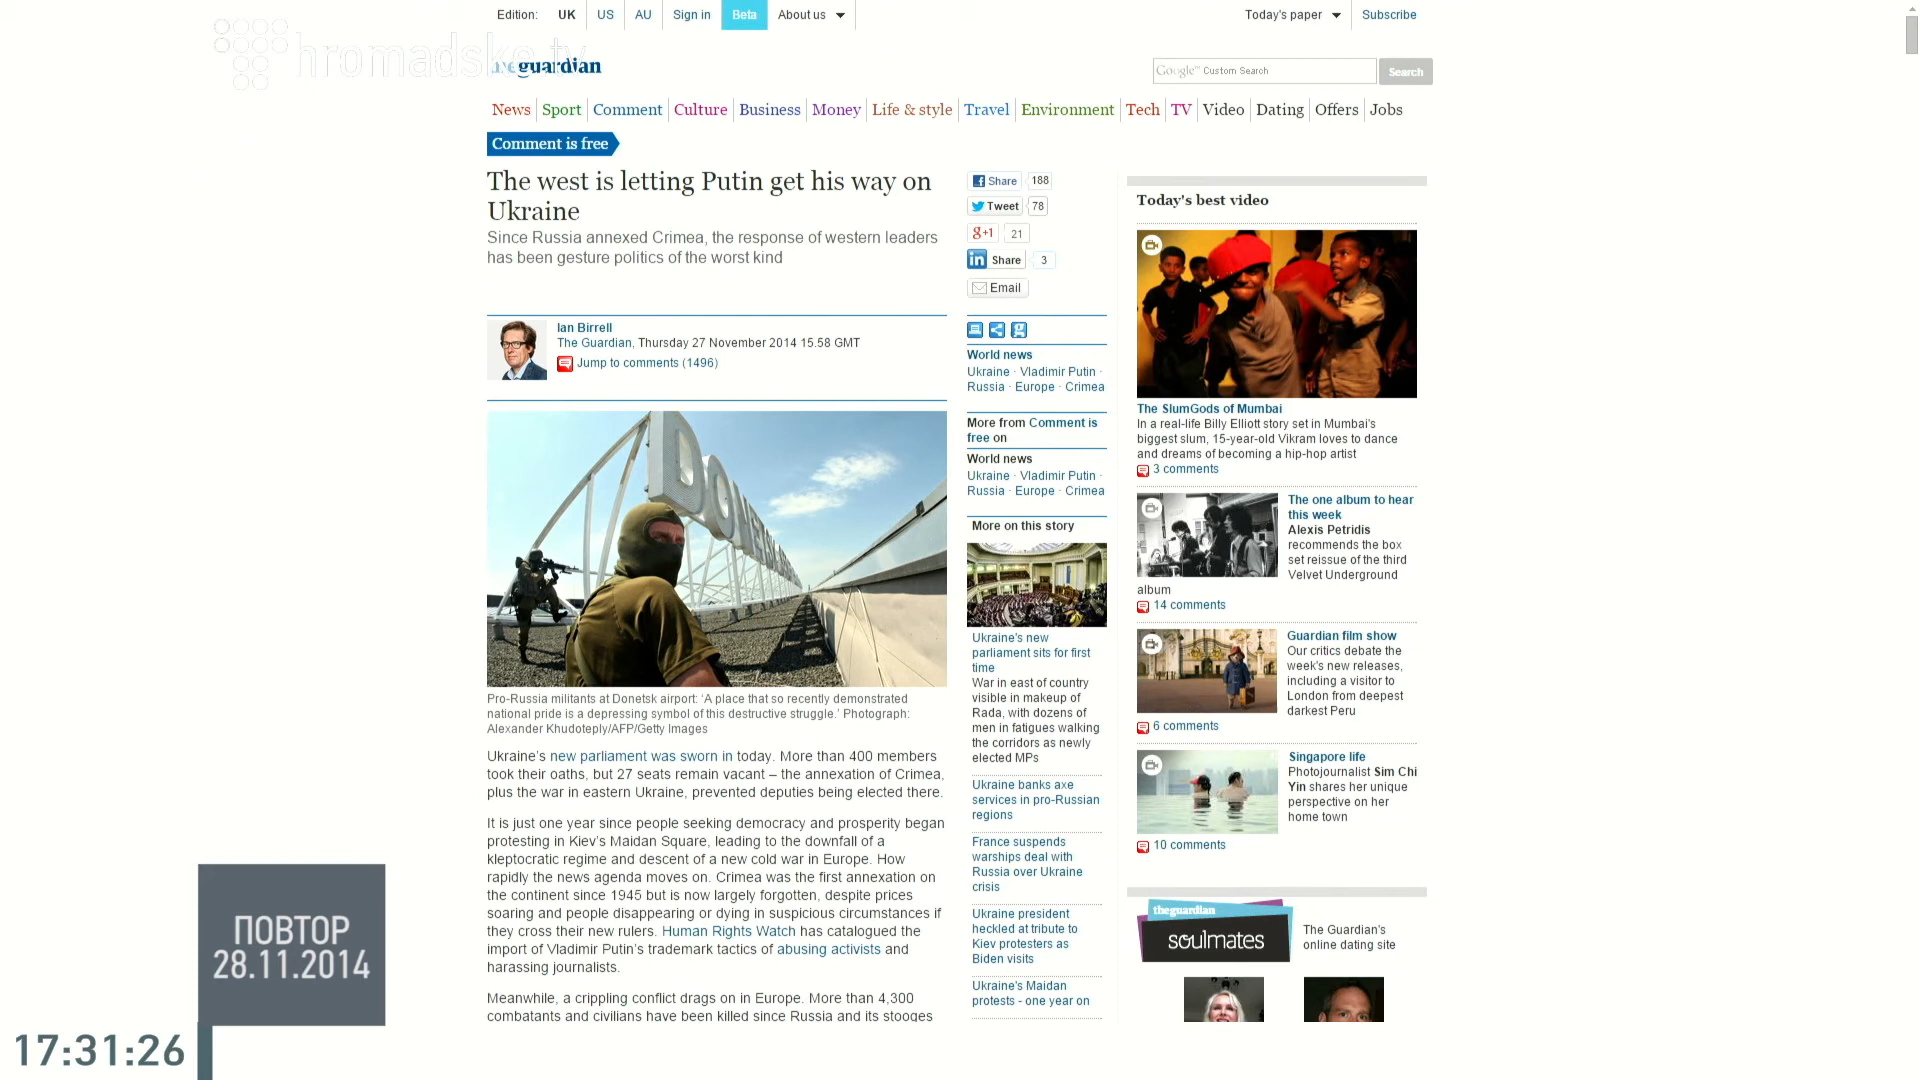 Edition: UK US AU Sign in Beta About us
Today's paper Subscribe
hromadske.tv
theguardian
Google™ Custom Search Search
News Sport Comment Culture Business Money Life & style Travel Environment Tech TV Video Dating Offers Jobs
Comment is free
The west is letting Putin get his way on
Ukraine
Since Russia annexed Crimea, the response of western leaders
has been gesture politics of the worst kind
Ian Birrell
The Guardian, Thursday 27 November 2014 15.58 GMT
Jump to comments (1496)
DONE
Pro-Russia militants at Donetsk airport: ‘A place that so recently demonstrated
national pride is a depressing symbol of this destructive struggle.’ Photograph:
Alexander Khudoteply/AFP/Getty Images
Ukraine’s new parliament was sworn in today. More than 400 members
took their oaths, but 27 seats remain vacant – the annexation of Crimea,
plus the war in eastern Ukraine, prevented deputies being elected there.
It is just one year since people seeking democracy and prosperity began
protesting in Kiev’s Maidan Square, leading to the downfall of a
kleptocratic regime and descent of a new cold war in Europe. How
rapidly the news agenda moves on. Crimea was the first annexation on
the continent since 1945 but is now largely forgotten, despite prices
soaring and people disappearing or dying in suspicious circumstances if
they cross their new rulers. Human Rights Watch has catalogued the
import of Vladimir Putin’s trademark tactics of abusing activists and
harassing journalists.
Meanwhile, a crippling conflict drags on in Europe. More than 4,300
combatants and civilians have been killed since Russia and its stooges
Share 188
Tweet 78
g+1 21
in Share 3
Email
World news
Ukraine · Vladimir Putin ·
Russia · Europe · Crimea
More from Comment is
free on
World news
Ukraine · Vladimir Putin ·
Russia · Europe · Crimea
More on this story
Ukraine's new
parliament sits for first
time
War in east of country
visible in makeup of
Rada, with dozens of
men in fatigues walking
the corridors as newly
elected MPs
Ukraine banks axe
services in pro-Russian
regions
France suspends
warships deal with
Russia over Ukraine
crisis
Ukraine president
heckled at tribute to
Kiev protesters as
Biden visits
Ukraine's Maidan
protests - one year on
Today's best video
The SlumGods of Mumbai
In a real-life Billy Elliott story set in Mumbai's
biggest slum, 15-year-old Vikram loves to dance
and dreams of becoming a hip-hop artist
3 comments
The one album to hear
this week
Alexis Petridis
recommends the box
set reissue of the third
Velvet Underground
album
14 comments
Guardian film show
Our critics debate the
week's new releases,
including a visitor to
London from deepest
darkest Peru
6 comments
Singapore life
Photojournalist Sim Chi
Yin shares her unique
perspective on her
home town
10 comments
theguardian
soulmates
The Guardian's
online dating site
ПОВТОР
28.11.2014
17:31:26